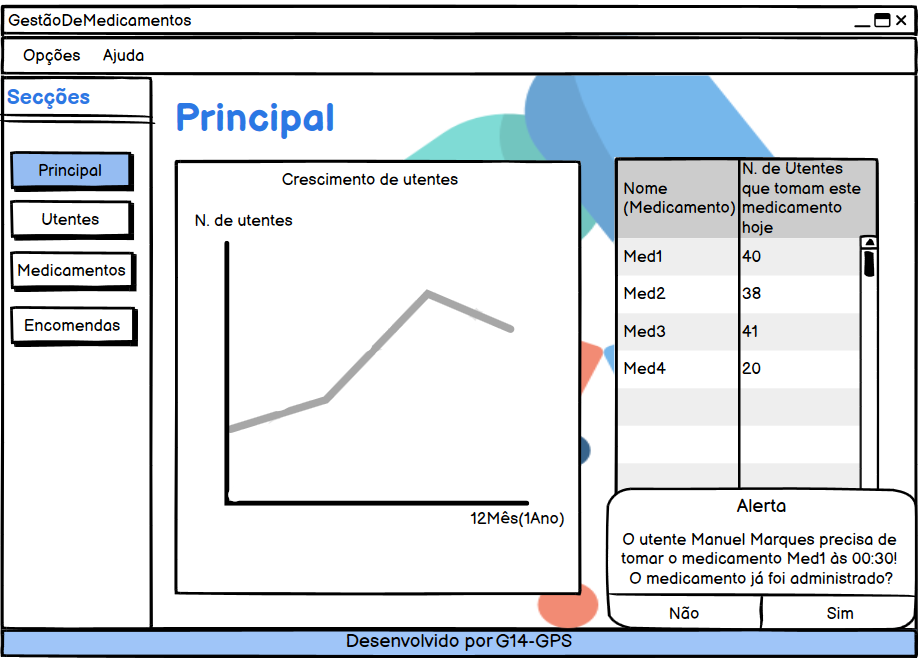 GestãoDeMedicamentos
Opções Ajuda
Secções
Principal
Utentes
Medicamentos
Encomendas
Principal
Crescimento de utentes
N. de utentes
12Mês(1Ano)
Nome
(Medicamento)
N. de Utentes
que tomam este
medicamento
hoje
Med1 40
Med2 38
Med3 41
Med4 20
Alerta
O utente Manuel Marques precisa de
tomar o medicamento Med1 às 00:30!
O medicamento já foi administrado?
Não Sim
Desenvolvido por G14-GPS